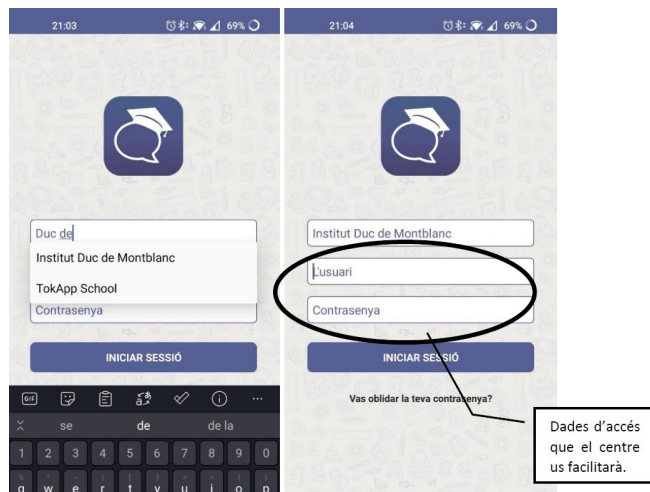 21:03
69%
Duc de
Institut Duc de Montblanc
TokApp School
Contrasenya
INICIAR SESSIÓ
GIF
se de de la
1 2 3 4 5 6 7 8 9 0
q w e r t y u i o p
21:04
69%
Institut Duc de Montblanc
L'usuari
Contrasenya
INICIAR SESSIÓ
Vas oblidar la teva contrasenya?
Dades d'accés
que el centre
us facilitarà.